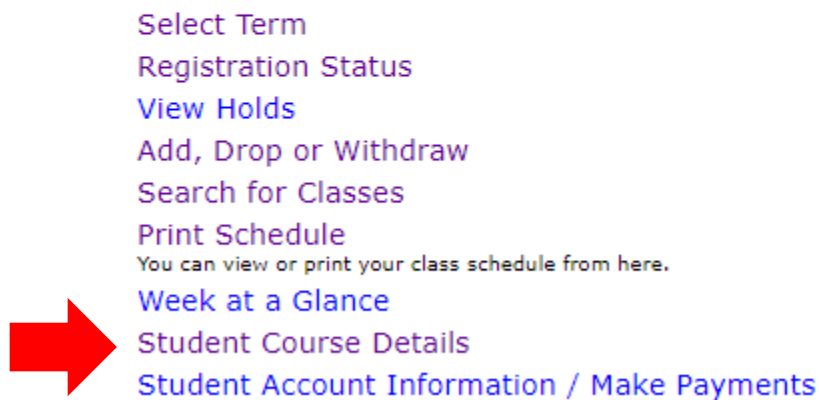 Select Term
Registration Status
View Holds
Add, Drop or Withdraw
Search for Classes
Print Schedule
You can view or print your class schedule from here.
Week at a Glance
Student Course Details
Student Account Information / Make Payments